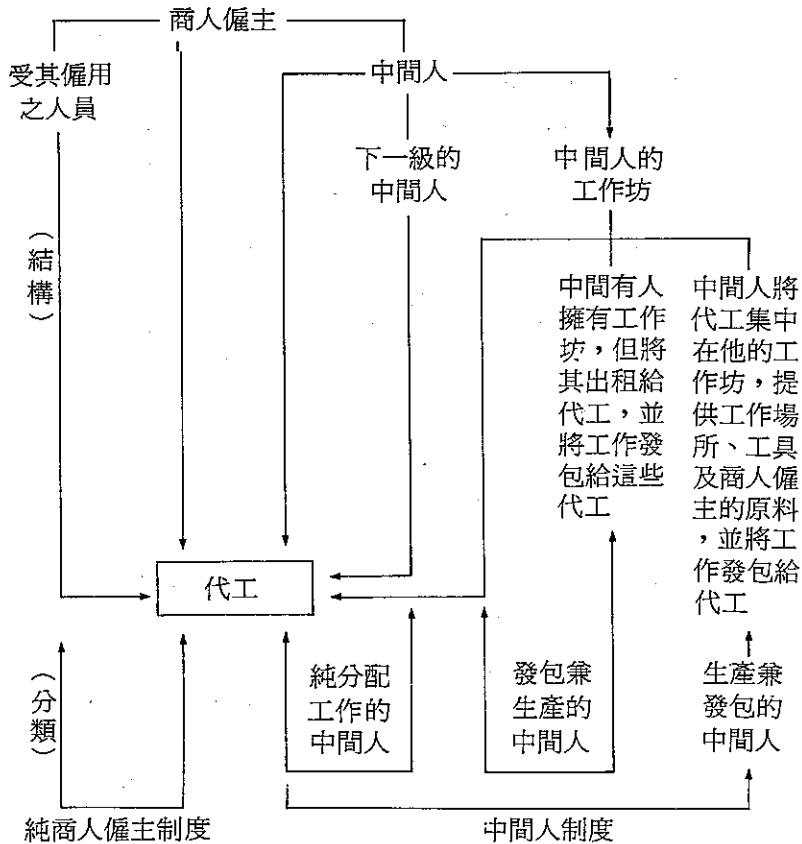 商人僱主
受其僱用
之人員
中間人
下一級的
中間人
中間人的
工作坊
（結構）
中間有人
擁有工作
坊，但將
其出租給
代工，並
將工作發
包給這些
代工
中間人將
代工集中
在他的工
作坊，提
供工作場
所、工具
及商人僱
主的原料
，並將工
作發包給
代工
代工
（分類）
純分配
工作的
中間人
發包兼
生產的
中間人
生產兼
發包的
中間人
純商人僱主制度
中間人制度